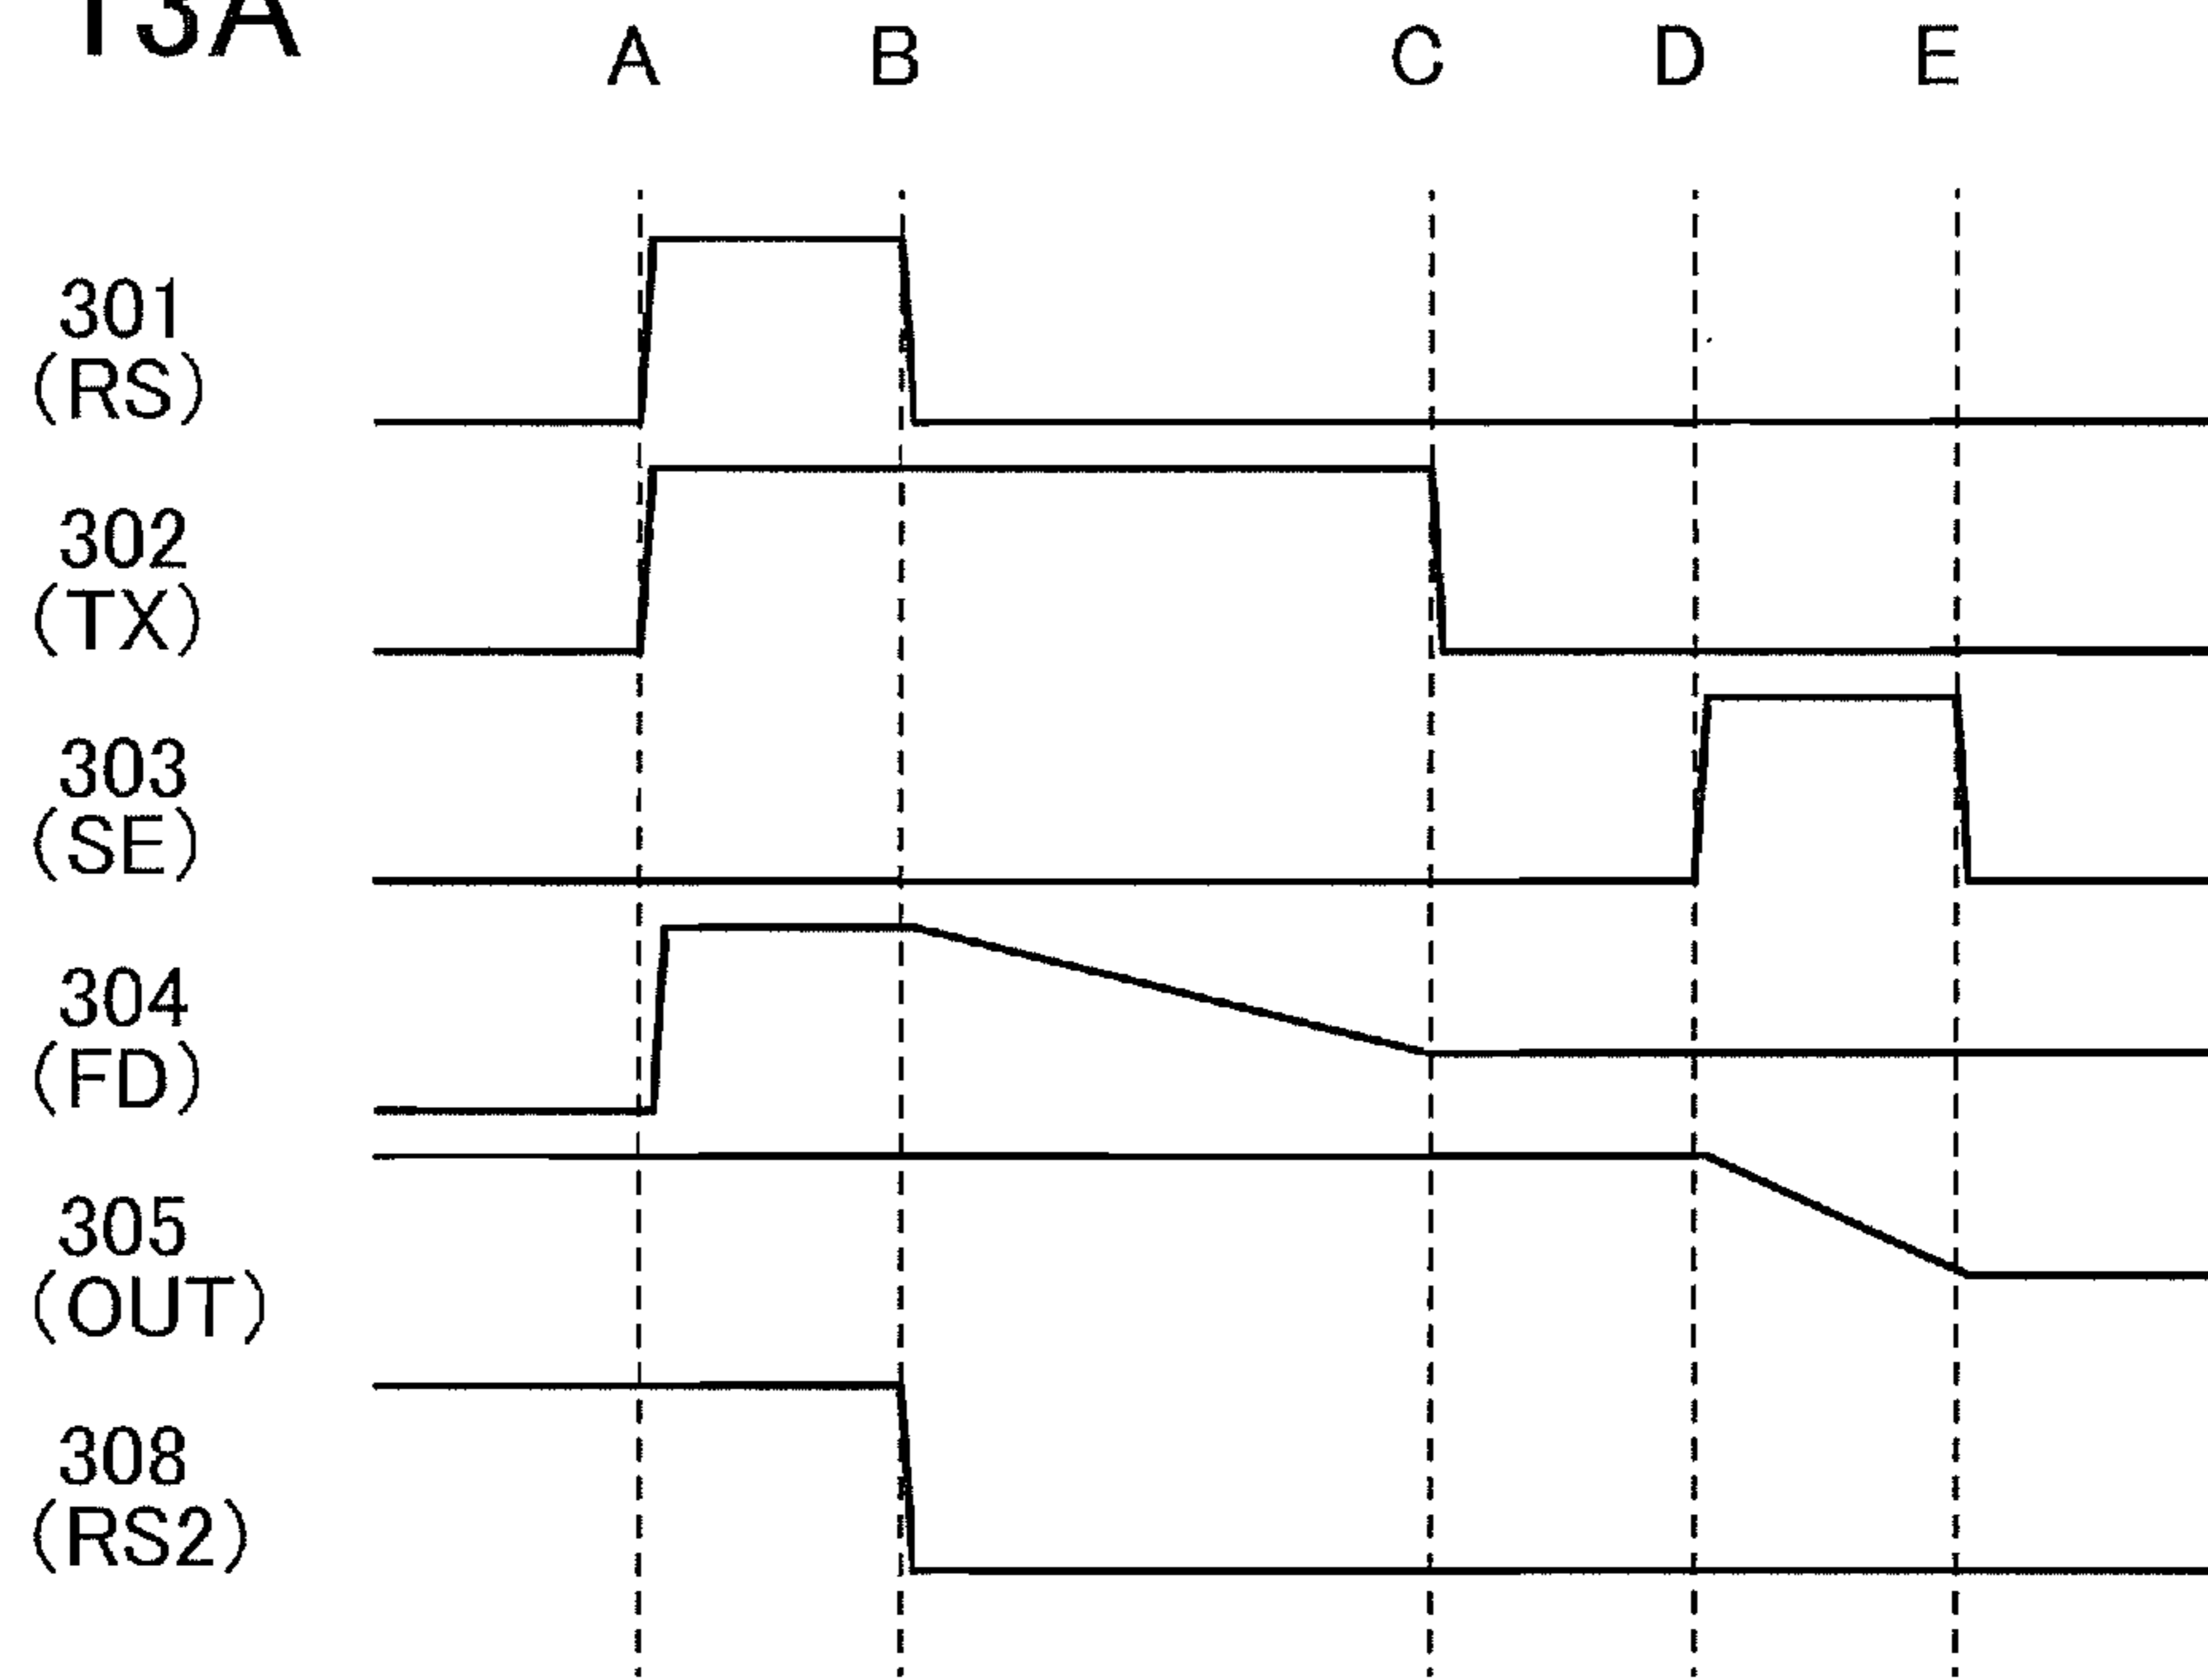 13A
A B C D E
301
(RS)
302
(TX)
303
(SE)
304
(FD)
305
(OUT)
308
(RS2)